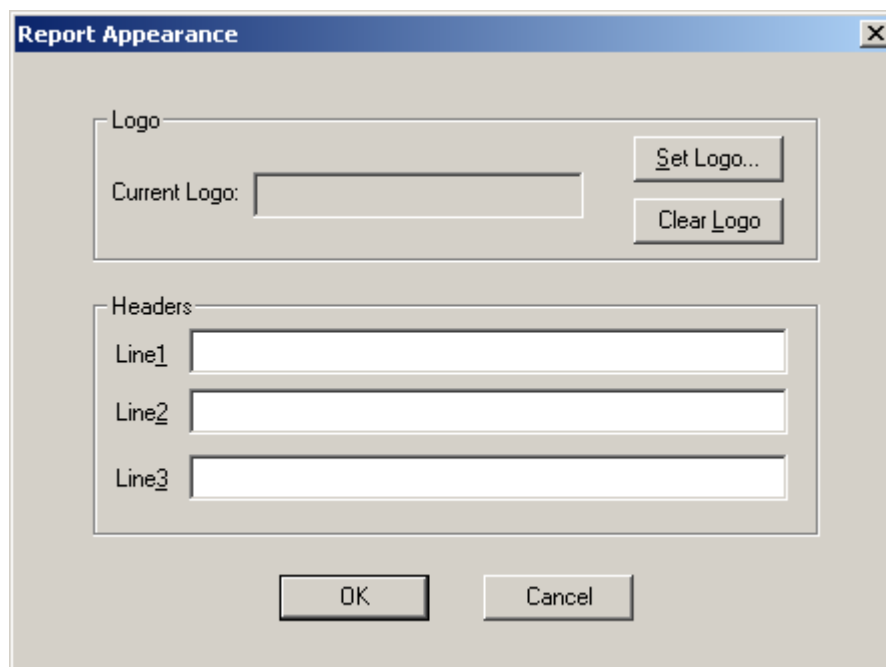 Report Appearance
Logo
Current Logo:
Set Logo...
Clear Logo
Headers
Line1
Line2
Line3
OK
Cancel